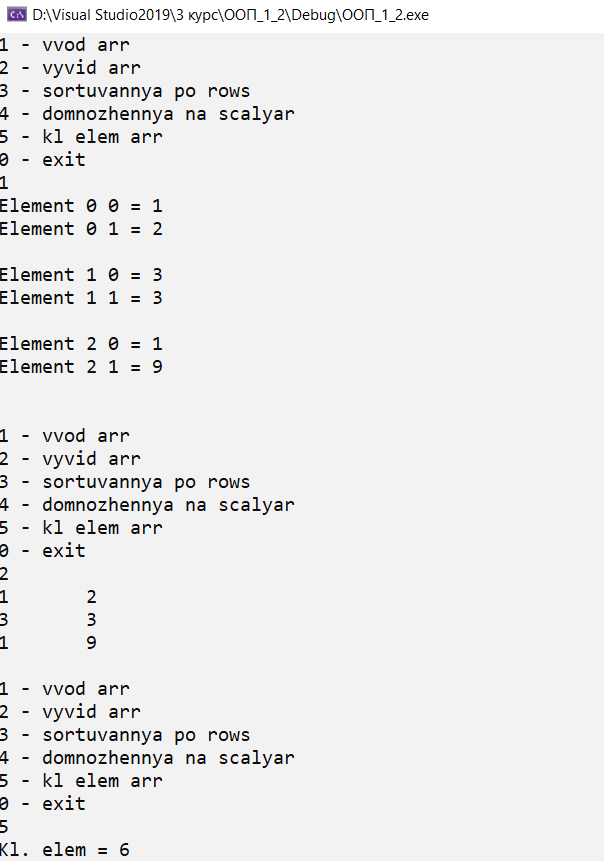 D:\Visual Studio2019\3 курс\ООП_1_2\Debug\ООП_1_2.exe
1 - vvod arr
2 - vyvid arr
3 - sortuvannya po rows
4 - domnozhennya na scalyar
5 - kl elem arr
0 - exit
1
Element 0 0 = 1
Element 0 1 = 2
Element 1 0 = 3
Element 1 1 = 3
Element 2 0 = 1
Element 2 1 = 9
1 - vvod arr
2 - vyvid arr
3 - sortuvannya po rows
4 - domnozhennya na scalyar
5 - kl elem arr
0 - exit
2
1 2
3 3
1 9
1 - vvod arr
2 - vyvid arr
3 - sortuvannya po rows
4 - domnozhennya na scalyar
5 - kl elem arr
0 - exit
5
Kl. elem = 6